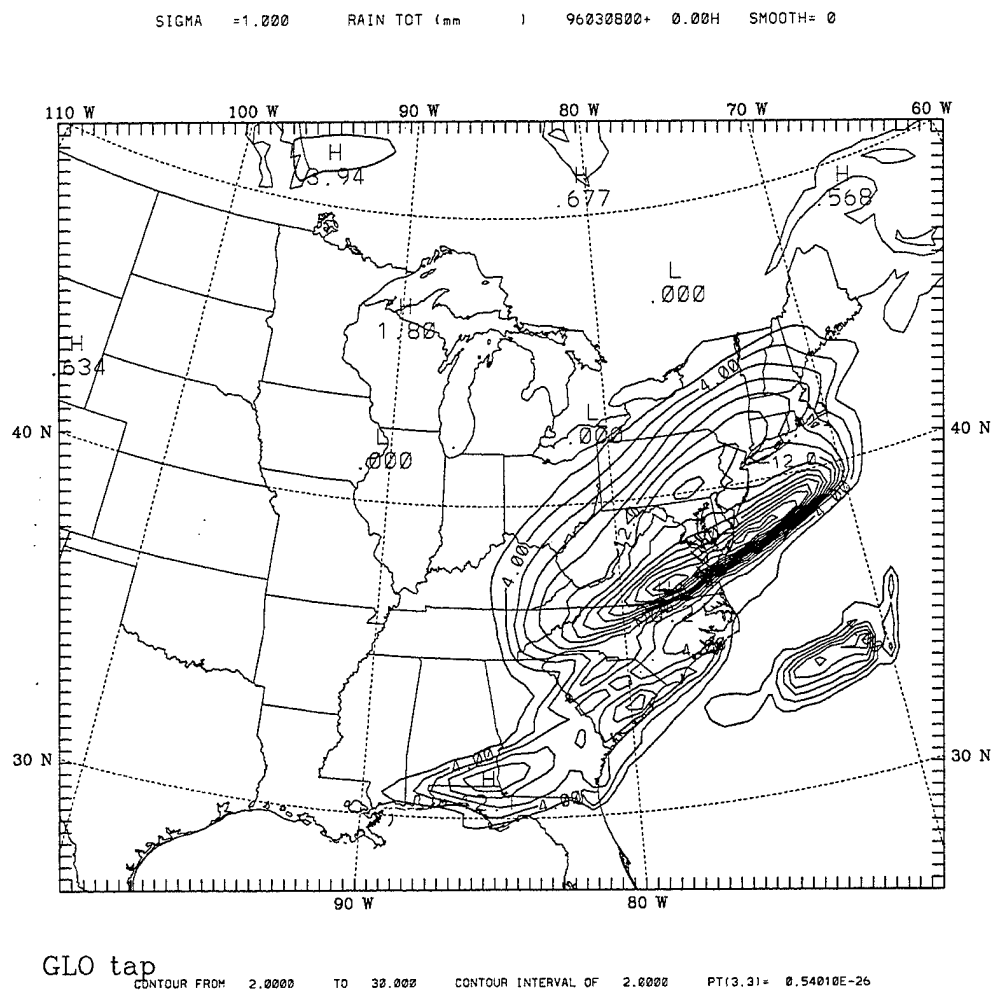 SIGMA =1.000 RAIN TOT (mm ) 96030800+ 0.00H SMOOTH= 0
110 W 100 W 90 W 80 W 70 W 60 W
H
3.94
H
.677
H
.568
L
.000
H
1.80
H
.634
4.00
L
.000
40 N
L
.000
40 N
12.0
4.00
30 N
4.00
H
4.00
30 N
90 W 80 W
GLO tap
CONTOUR FROM 2.0000 TO 30.000 CONTOUR INTERVAL OF 2.0000 PT(3,3)= 0.54010E-26